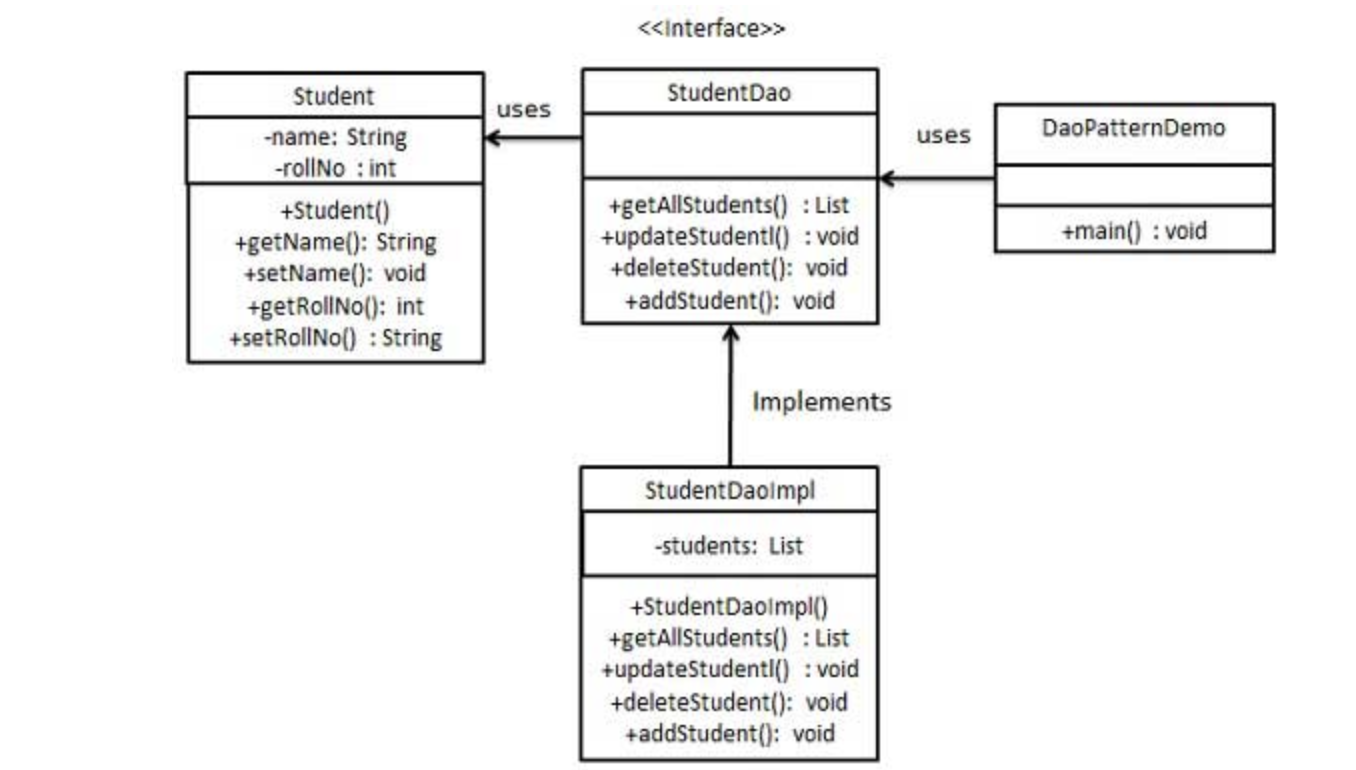 <<Interface>>
Student
-name: String
-rollNo : int
+Student()
+getName(): String
+setName(): void
+getRollNo(): int
+setRollNo() : String
uses
StudentDao
+getAllStudents() : List
+updateStudentl() : void
+deleteStudent(): void
+addStudent(): void
uses
DaoPatternDemo
+main() : void
Implements
StudentDaoImpl
-students: List
+StudentDaoImpl()
+getAllStudents() : List
+updateStudentl() : void
+deleteStudent(): void
+addStudent(): void